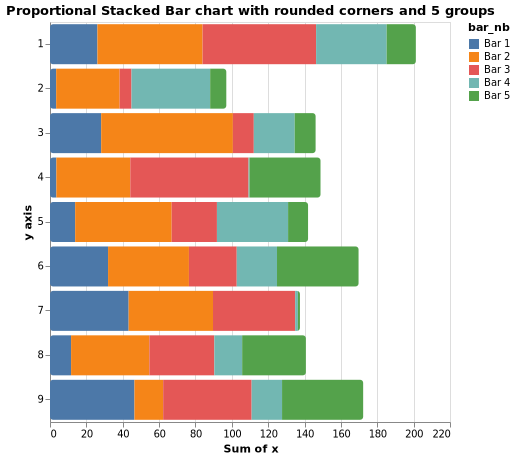 Proportional Stacked Bar chart with rounded corners and 5 groups
bar_nb
Bar 1
Bar 2
Bar 3
Bar 4
Bar 5
y axis
1
2
3
4
5
6
7
8
9
0 20 40 60 80 100 120 140 160 180 200 220
Sum of x